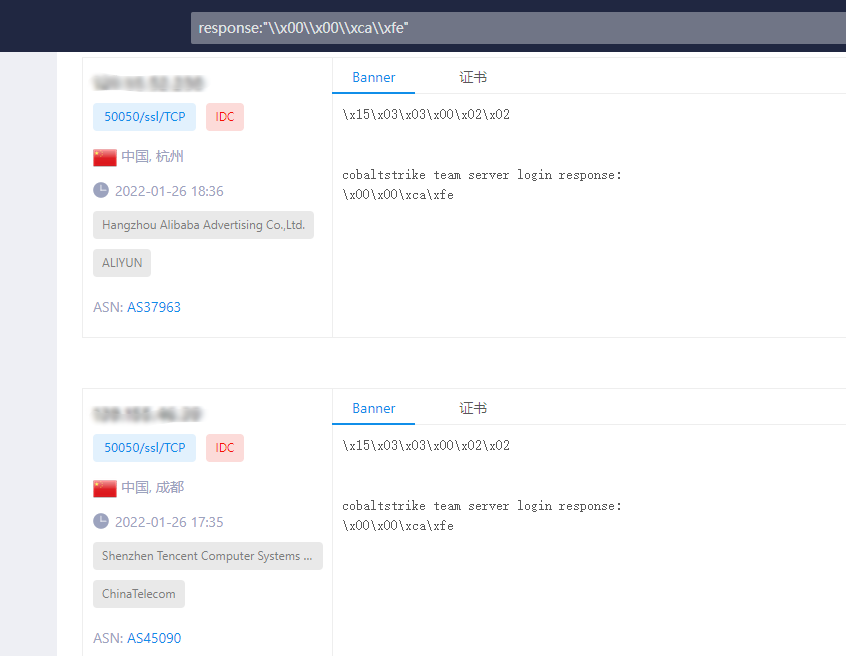 response:"\\x00\\x00\\xca\\xfe"
Banner
证书
50050/ssl/TCP
IDC
中国, 杭州
2022-01-26 18:36
Hangzhou Alibaba Advertising Co.,Ltd.
ALIYUN
ASN: AS37963
\x15\x03\x03\x00\x02\x02
cobaltstrike team server login response:
\x00\x00\xca\xfe
Banner
证书
50050/ssl/TCP
IDC
中国, 成都
2022-01-26 17:35
Shenzhen Tencent Computer Systems ...
ChinaTelecom
ASN: AS45090
\x15\x03\x03\x00\x02\x02
cobaltstrike team server login response:
\x00\x00\xca\xfe